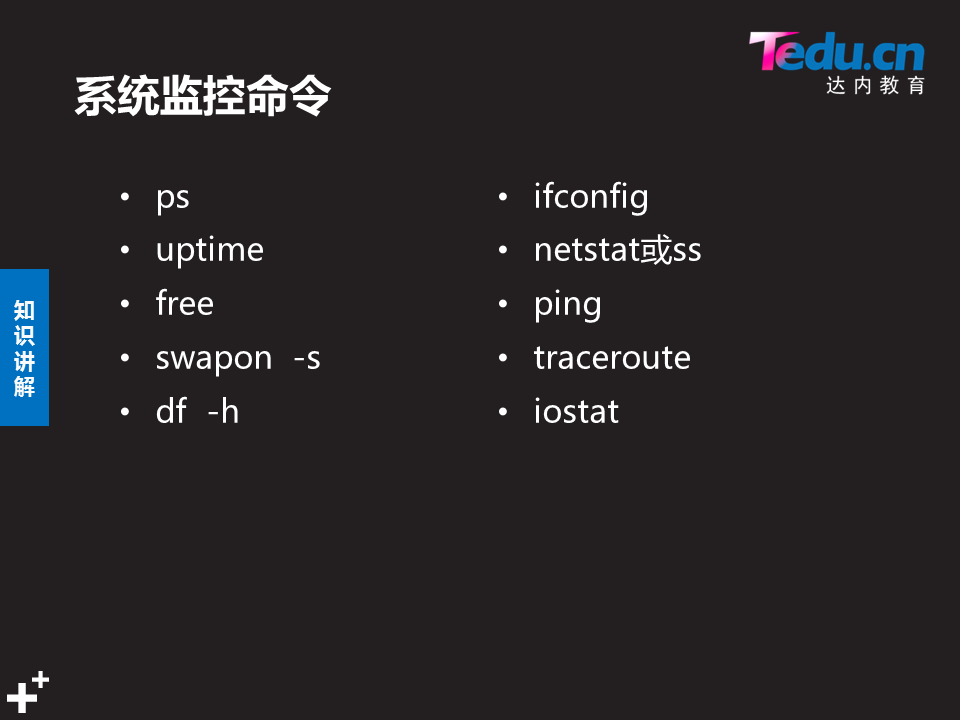 Tedu.cn
达内教育
系统监控命令
• ps
• uptime
• free
• swapon -s
• df -h
• ifconfig
• netstat或ss
• ping
• traceroute
• iostat
知识讲解